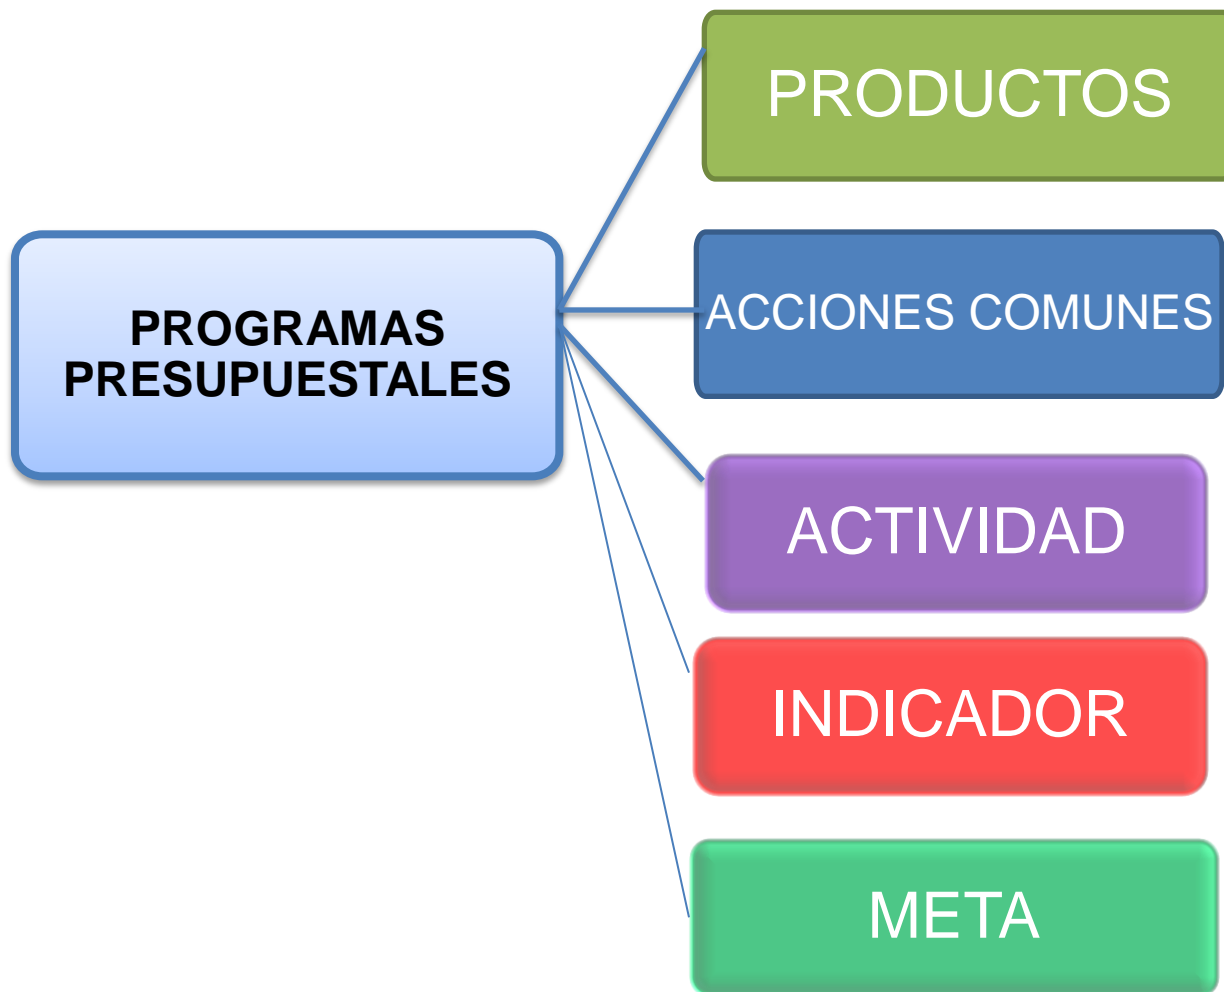 PROGRAMAS
PRESUPUESTALES
PRODUCTOS
ACCIONES COMUNES
ACTIVIDAD
INDICADOR
META